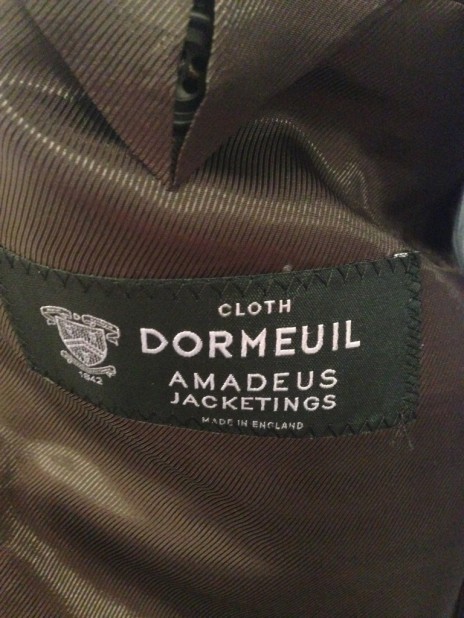 CLOTH
DORMEUIL
AMADEUS
JACKETINGS
MADE IN ENGLAND
1842